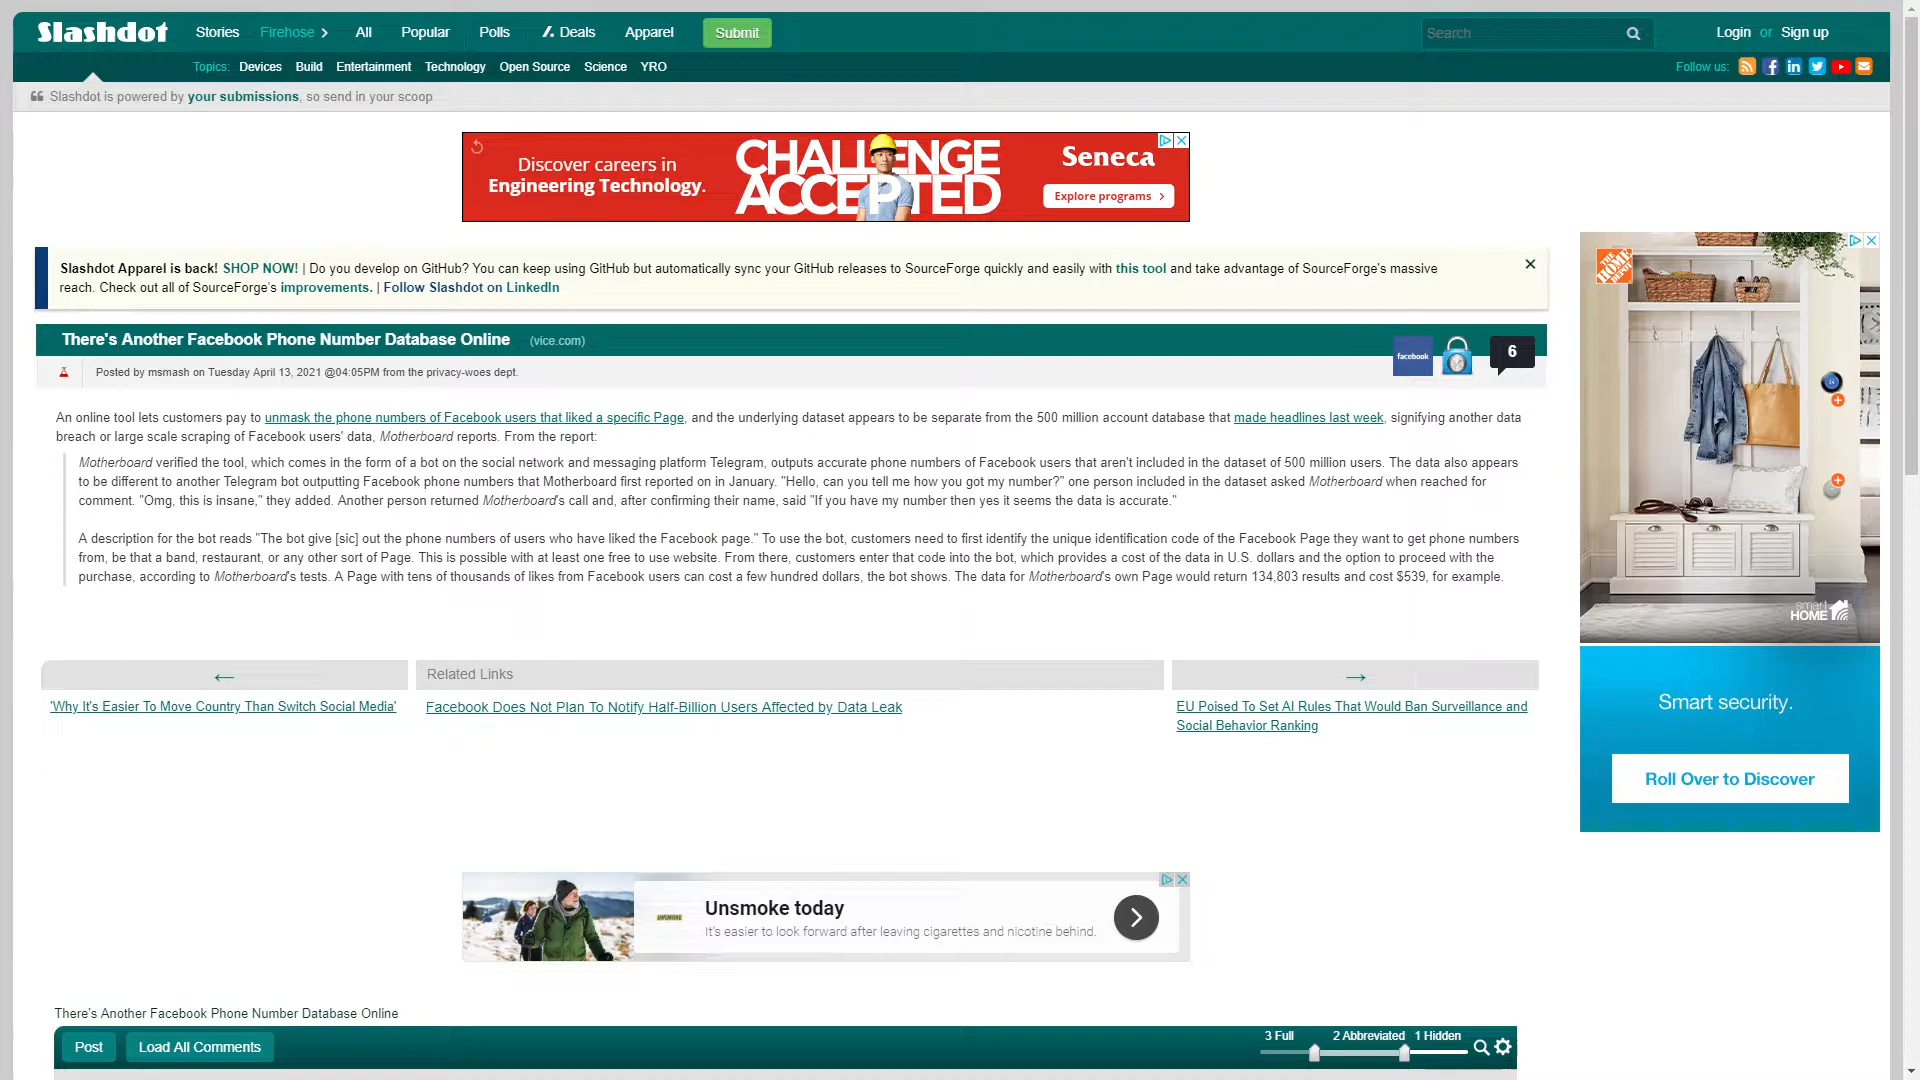 Slashdot
Stories Firehose All Popular Polls Deals Apparel Submit
Search
Login or Sign up
Topics: Devices Build Entertainment Technology Open Source Science YRO
Follow us:
Slashdot is powered by your submissions, so send in your scoop
Discover careers in
Engineering Technology.
CHALLENGE
ACCEPTED
Seneca
Explore programs
Slashdot Apparel is back! SHOP NOW! | Do you develop on GitHub? You can keep using GitHub but automatically sync your GitHub releases to SourceForge quickly and easily with this tool and take advantage of SourceForge's massive
reach. Check out all of SourceForge's improvements. | Follow Slashdot on LinkedIn
There's Another Facebook Phone Number Database Online (vice.com)
facebook
6
Posted by msmash on Tuesday April 13, 2021 @04:05PM from the privacy-woes dept.
An online tool lets customers pay to unmask the phone numbers of Facebook users that liked a specific Page, and the underlying dataset appears to be separate from the 500 million account database that made headlines last week, signifying another data
breach or large scale scraping of Facebook users' data, Motherboard reports. From the report:
Motherboard verified the tool, which comes in the form of a bot on the social network and messaging platform Telegram, outputs accurate phone numbers of Facebook users that aren't included in the dataset of 500 million users. The data also appears
to be different to another Telegram bot outputting Facebook phone numbers that Motherboard first reported on in January. "Hello, can you tell me how you got my number?" one person included in the dataset asked Motherboard when reached for
comment. "Omg, this is insane," they added. Another person returned Motherboard's call and, after confirming their name, said "If you have my number then yes it seems the data is accurate."
A description for the bot reads "The bot give [sic] out the phone numbers of users who have liked the Facebook page." To use the bot, customers need to first identify the unique identification code of the Facebook Page they want to get phone numbers
from, be that a band, restaurant, or any other sort of Page. This is possible with at least one free to use website. From there, customers enter that code into the bot, which provides a cost of the data in U.S. dollars and the option to proceed with the
purchase, according to Motherboard's tests. A Page with tens of thousands of likes from Facebook users can cost a few hundred dollars, the bot shows. The data for Motherboard's own Page would return 134,803 results and cost $539, for example.
THE HOME DEPOT
smart
HOME
Smart security.
Roll Over to Discover
←
Related Links
→
'Why It's Easier To Move Country Than Switch Social Media'
Facebook Does Not Plan To Notify Half-Billion Users Affected by Data Leak
EU Poised To Set AI Rules That Would Ban Surveillance and
Social Behavior Ranking
UNSMOKE
Unsmoke today
It's easier to look forward after leaving cigarettes and nicotine behind.
There's Another Facebook Phone Number Database Online
Post Load All Comments
3 Full 2 Abbreviated 1 Hidden